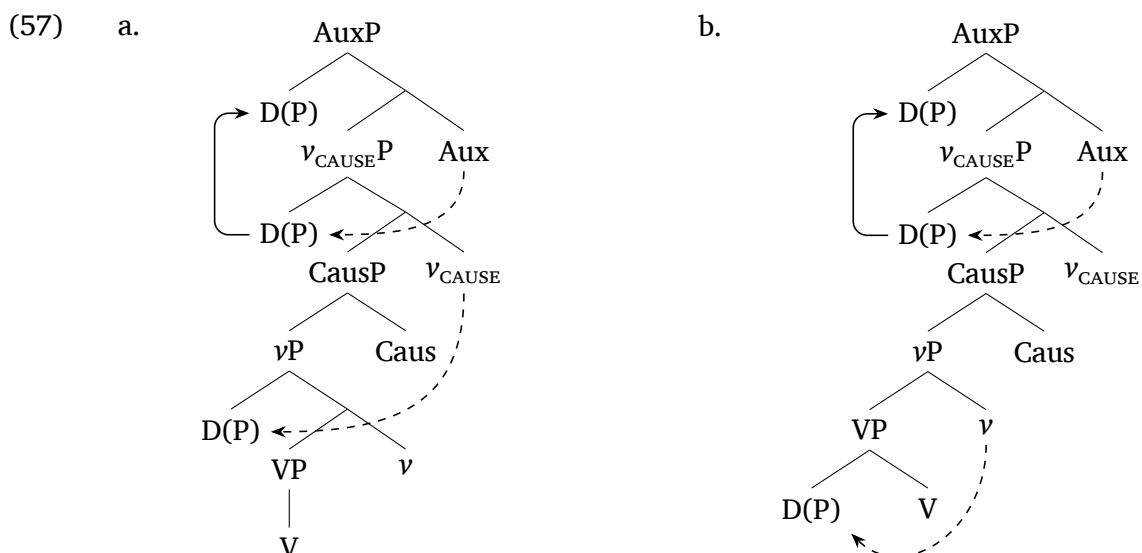 (57) a. b.
AuxP AuxP
D(P) D(P)
vCAUSEP Aux vCAUSEP Aux
D(P) D(P)
CausP vCAUSE CausP vCAUSE
vP Caus vP Caus
D(P) VP v
VP v D(P) V
V